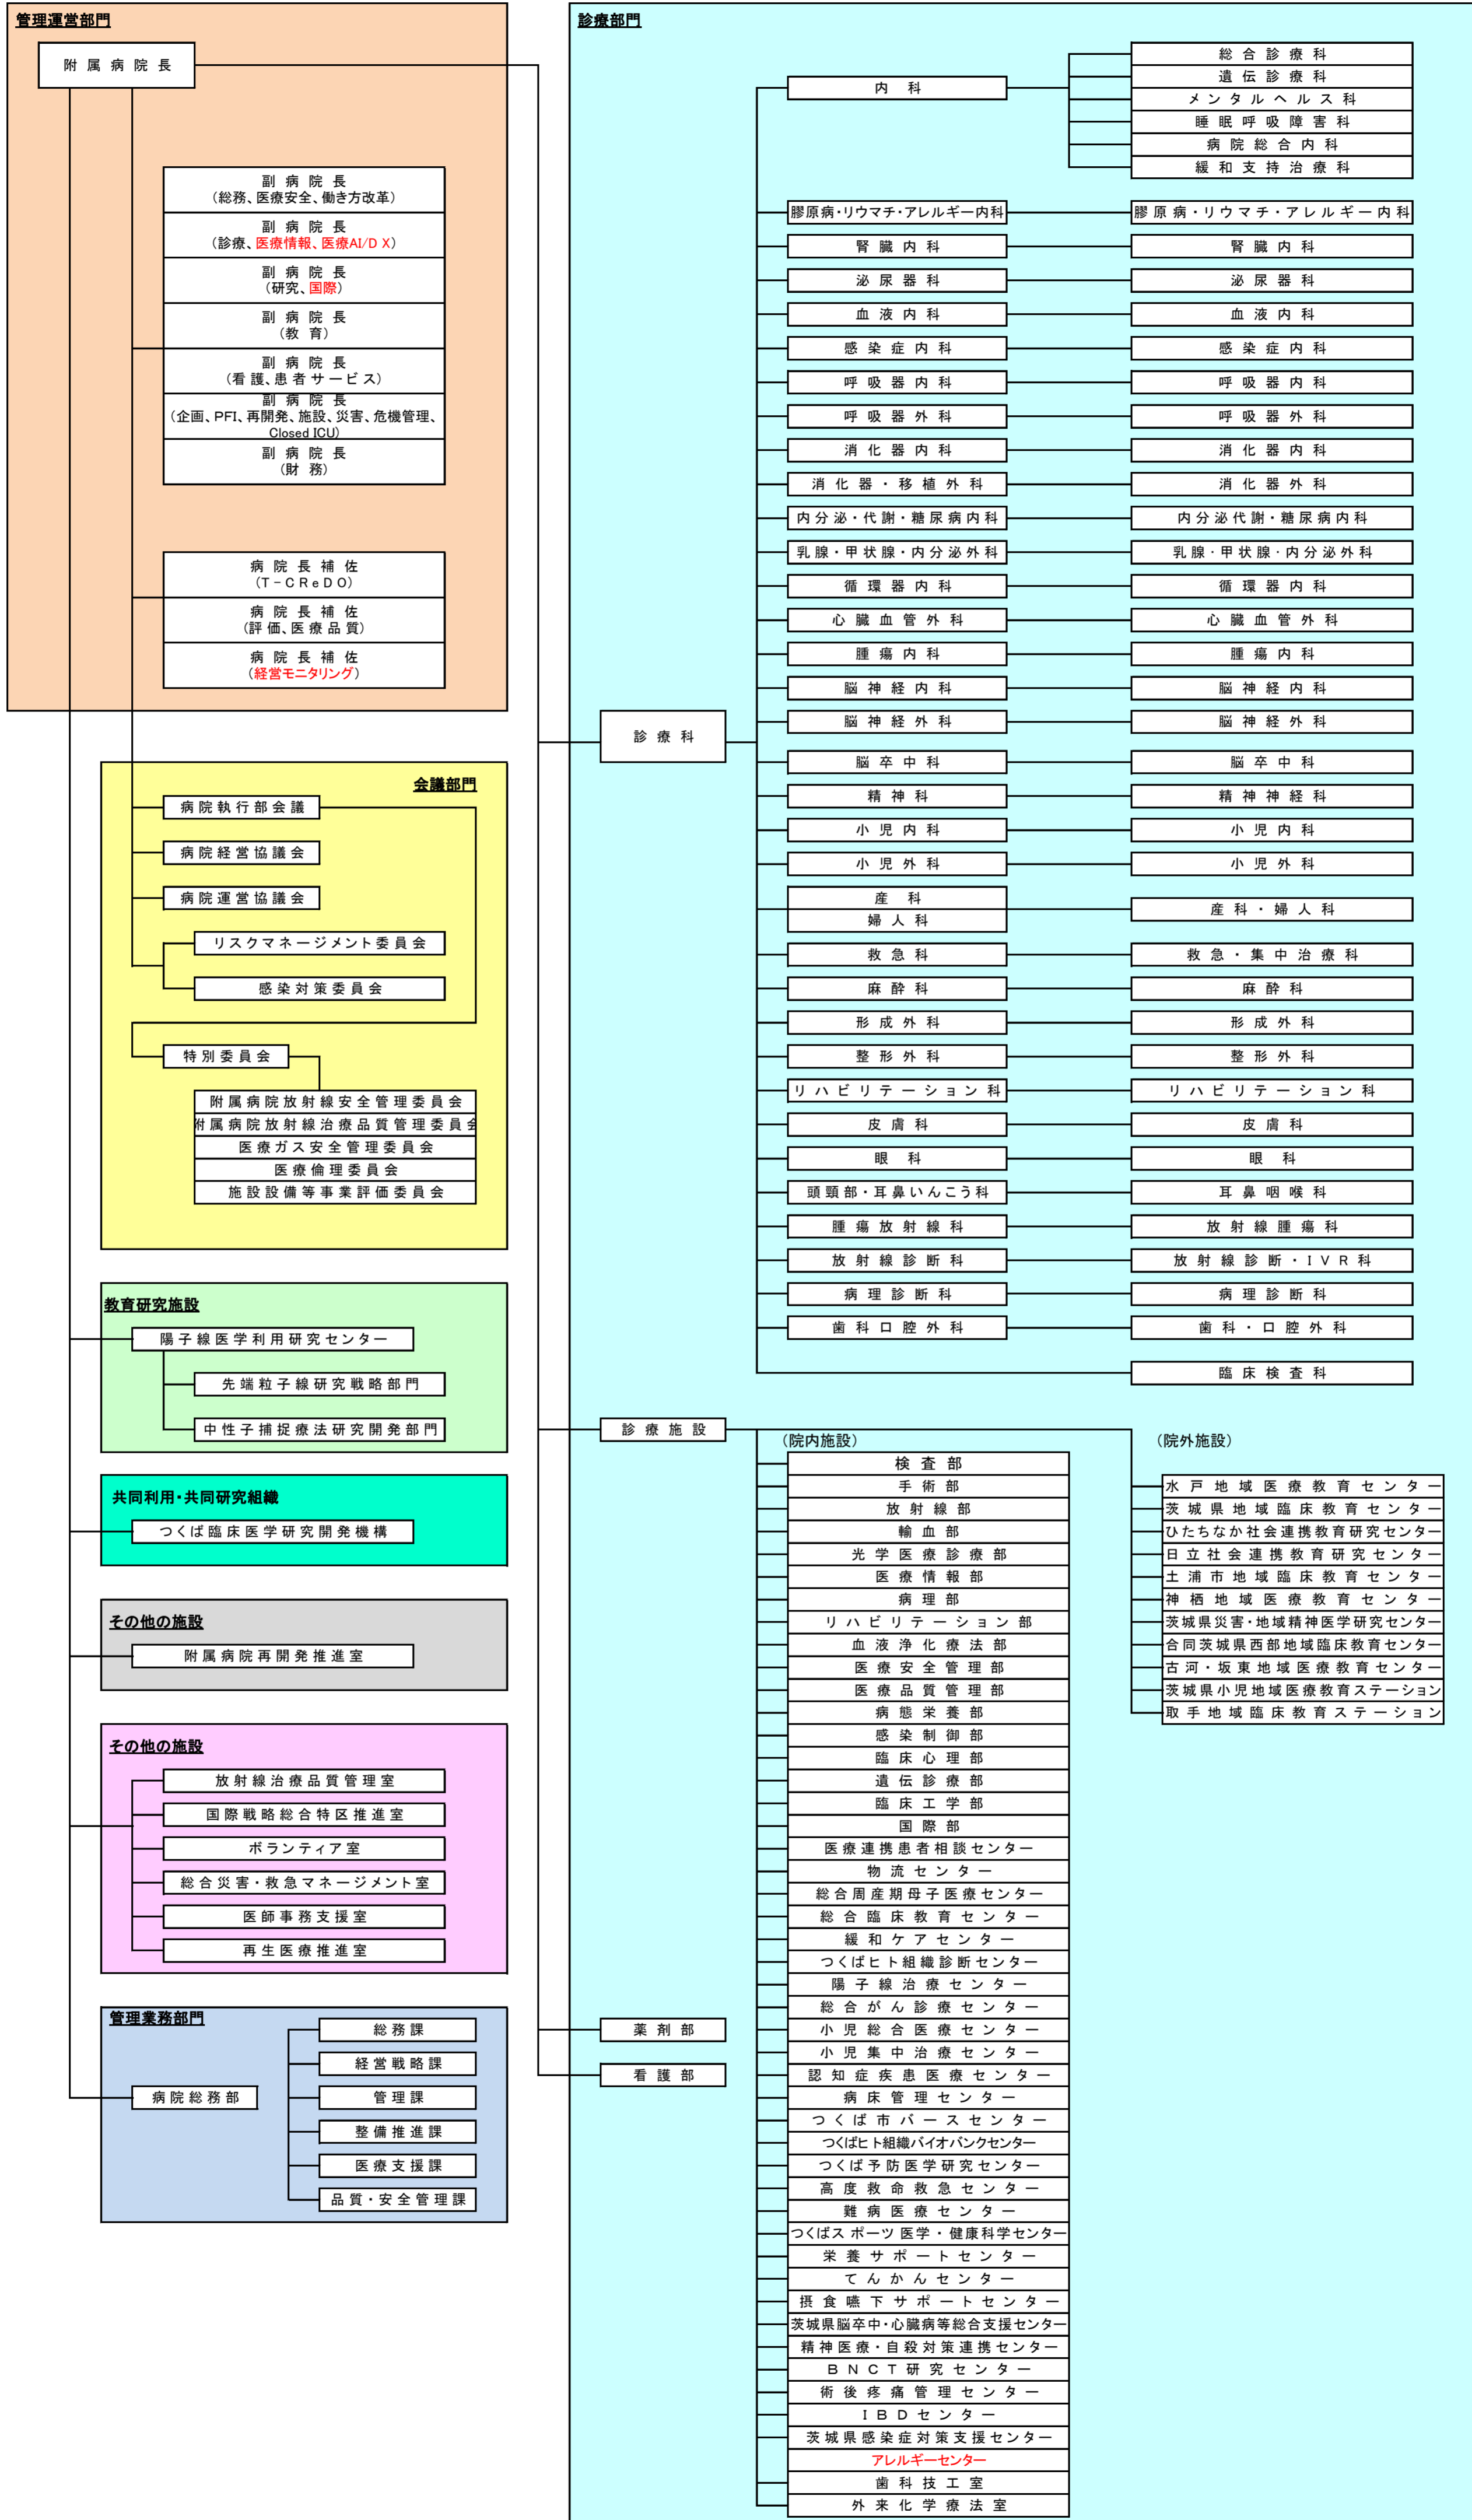 管理運営部門
附属病院長
副病院長
（総務、医療安全、働き方改革）
副病院長
（診療、医療情報、医療AI/DX）
副病院長
（研究、国際）
副病院長
（教育）
副病院長
（看護、患者サービス）
副病院長
（企画、PFI、再開発、施設、災害、危機管理、
Closed ICU)
副病院長
（財務）
病院長補佐
（T－CReDO）
病院長補佐
（評価、医療品質）
病院長補佐
（経営モニタリング）
会議部門
病院執行部会議
病院経営協議会
病院運営協議会
リスクマネージメント委員会
感染対策委員会
特別委員会
附属病院放射線安全管理委員会
附属病院放射線治療品質管理委員会
医療ガス安全管理委員会
医療倫理委員会
施設設備等事業評価委員会
教育研究施設
陽子線医学利用研究センター
先端粒子線研究戦略部門
中性子捕捉療法研究開発部門
共同利用・共同研究組織
つくば臨床医学研究開発機構
その他の施設
附属病院再開発推進室
その他の施設
放射線治療品質管理室
国際戦略総合特区推進室
ボランティア室
総合災害・救急マネージメント室
医師事務支援室
再生医療推進室
管理業務部門
病院総務部
総務課
経営戦略課
管理課
整備推進課
医療支援課
品質・安全管理課
診療部門
診療科
内科
総合診療科
遺伝診療科
メンタルヘルス科
睡眠呼吸障害科
病院総合内科
緩和支持治療科
膠原病・リウマチ・アレルギー内科
膠原病・リウマチ・アレルギー内科
腎臓内科
腎臓内科
泌尿器科
泌尿器科
血液内科
血液内科
感染症内科
感染症内科
呼吸器内科
呼吸器内科
呼吸器外科
呼吸器外科
消化器内科
消化器内科
消化器・移植外科
消化器外科
内分泌・代謝・糖尿病内科
内分泌代謝・糖尿病内科
乳腺・甲状腺・内分泌外科
乳腺・甲状腺・内分泌外科
循環器内科
循環器内科
心臓血管外科
心臓血管外科
腫瘍内科
腫瘍内科
脳神経内科
脳神経内科
脳神経外科
脳神経外科
脳卒中科
脳卒中科
精神科
精神神経科
小児内科
小児内科
小児外科
小児外科
産科
婦人科
産科・婦人科
救急科
救急・集中治療科
麻酔科
麻酔科
形成外科
形成外科
整形外科
整形外科
リハビリテーション科
リハビリテーション科
皮膚科
皮膚科
眼科
眼科
頭頸部・耳鼻いんこう科
耳鼻咽喉科
腫瘍放射線科
放射線腫瘍科
放射線診断科
放射線診断・IVR科
病理診断科
病理診断科
歯科口腔外科
歯科・口腔外科
臨床検査科
診療施設
（院内施設）
検査部
手術部
放射線部
輸血部
光学医療診療部
医療情報部
病理部
リハビリテーション部
血液浄化療法部
医療安全管理部
医療品質管理部
病態栄養部
感染制御部
臨床心理部
遺伝診療部
臨床工学部
国際部
医療連携患者相談センター
物流センター
総合周産期母子医療センター
総合臨床教育センター
緩和ケアセンター
つくばヒト組織診断センター
陽子線治療センター
総合がん診療センター
小児総合医療センター
小児集中治療センター
認知症疾患医療センター
病床管理センター
つくば市バースセンター
つくばヒト組織バイオバンクセンター
つくば予防医学研究センター
高度救命救急センター
難病医療センター
つくばスポーツ医学・健康科学センター
栄養サポートセンター
てんかんセンター
摂食嚥下サポートセンター
茨城県脳卒中・心臓病等総合支援センター
精神医療・自殺対策連携センター
BNCT研究センター
術後疼痛管理センター
IBDセンター
茨城県感染症対策支援センター
アレルギーセンター
歯科技工室
外来化学療法室
（院外施設）
水戸地域医療教育センター
茨城県地域臨床教育センター
ひたちなか社会連携教育研究センター
日立社会連携教育研究センター
土浦市地域臨床教育センター
神栖地域医療教育センター
茨城県災害・地域精神医学研究センター
合同茨城県西部地域臨床教育センター
古河・坂東地域医療教育センター
茨城県小児地域医療教育ステーション
取手地域臨床教育ステーション
薬剤部
看護部